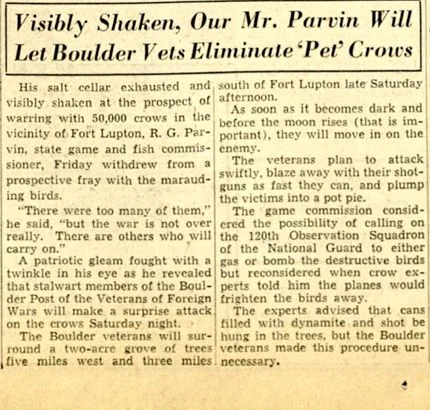 Visibly Shaken, Our Mr. Parvin Will
Let Boulder Vets Eliminate 'Pet' Crows
His salt cellar exhausted and
visibly shaken at the prospect of
warring with 50,000 crows in the
vicinity of Fort Lupton, R. G. Par-
vin, state game and fish commis-
sioner, Friday withdrew from a
prospective fray with the maraud-
ing birds.
"There were too many of them,"
he said, "but the war is not over
really. There are others who will
carry on."
A patriotic gleam fought with a
twinkle in his eye as he revealed
that stalwart members of the Boul-
der Post of the Veterans of Foreign
Wars will make a surprise attack
on the crows Saturday night.
The Boulder veterans will sur-
round a two-acre grove of trees
five miles west and three miles
south of Fort Lupton late Saturday
afternoon.
As soon as it becomes dark and
before the moon rises (that is im-
portant), they will move in on the
enemy.
The veterans plan to attack
swiftly, blaze away with their shot-
guns as fast they can, and plump
the victims into a pot pie.
The game commission consid-
ered the possibility of calling on
the 120th Observation Squadron
of the National Guard to either
gas or bomb the destructive birds
but reconsidered when crow ex-
perts told him the planes would
frighten the birds away.
The experts advised that cans
filled with dynamite and shot be
hung in the trees, but the Boulder
veterans made this procedure un-
necessary.